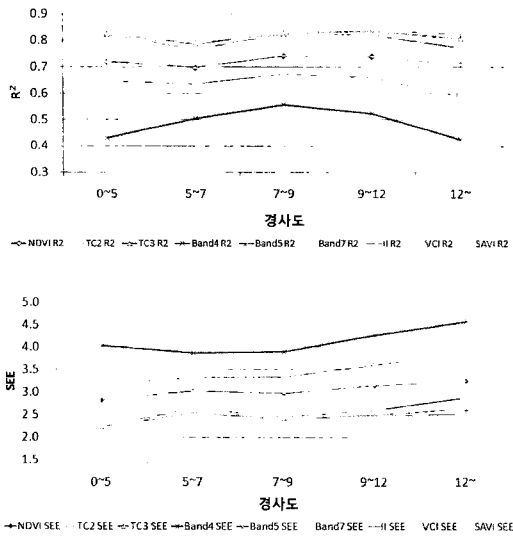 0.9
0.8
0.7
0.6
0.5
0.4
0.3
R²
0~5 5~7 7~9 9~12 12~
경사도
NDVI R2 TC2 R2 TC3 R2 Band4 R2 Band5 R2 Band7 R2 II R2 VCI R2 SAVI R2
5.0
4.5
4.0
3.5
3.0
2.5
2.0
1.5
SEE
0~5 5~7 7~9 9~12 12~
경사도
NDVI SEE TC2 SEE TC3 SEE Band4 SEE Band5 SEE Band7 SEE II SEE VCI SEE SAVI SEE